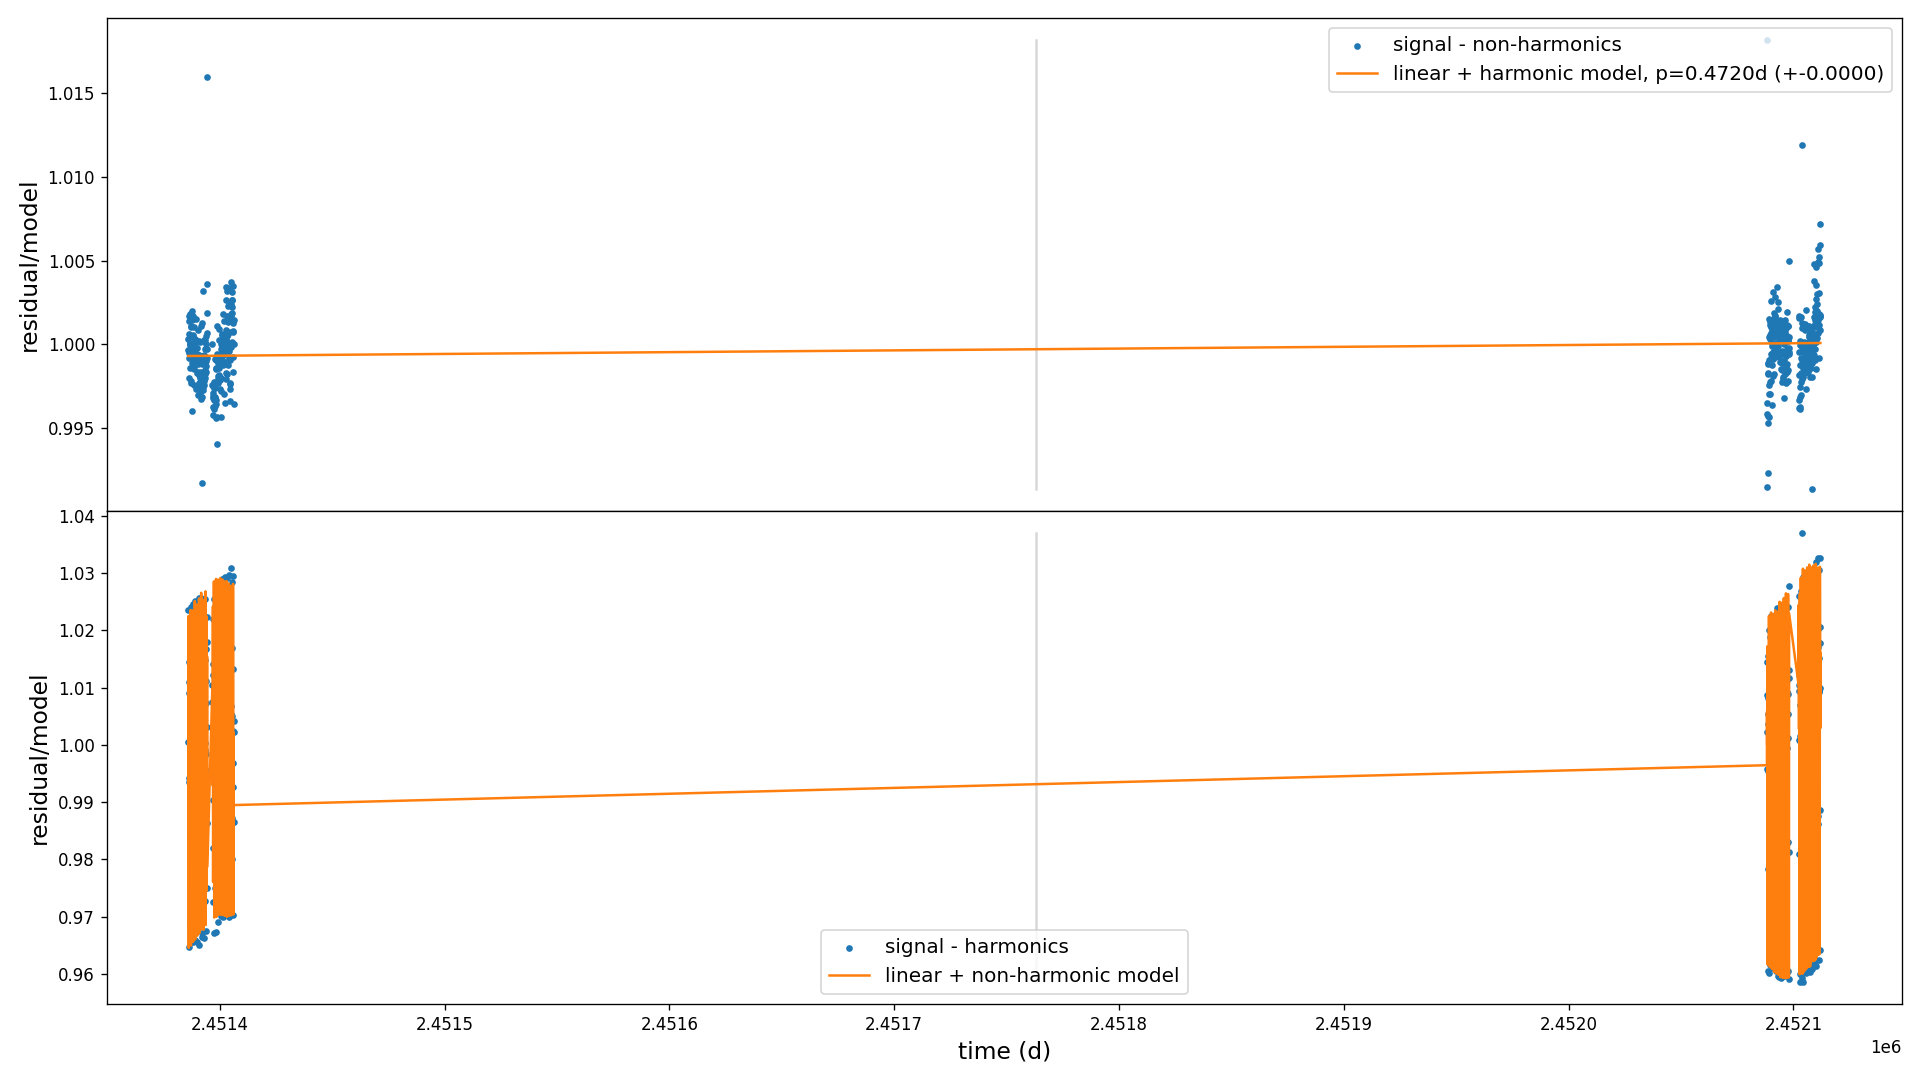 signal - non-harmonics
linear + harmonic model, p=0.4720d (+-0.0000)
1.015
1.010
1.005
1.000
0.995
residual/model
1.04
1.03
1.02
1.01
1.00
0.99
0.98
0.97
0.96
residual/model
signal - harmonics
linear + non-harmonic model
2.4514
2.4515
2.4516
2.4517
2.4518
2.4519
2.4520
2.4521
1e6
time (d)